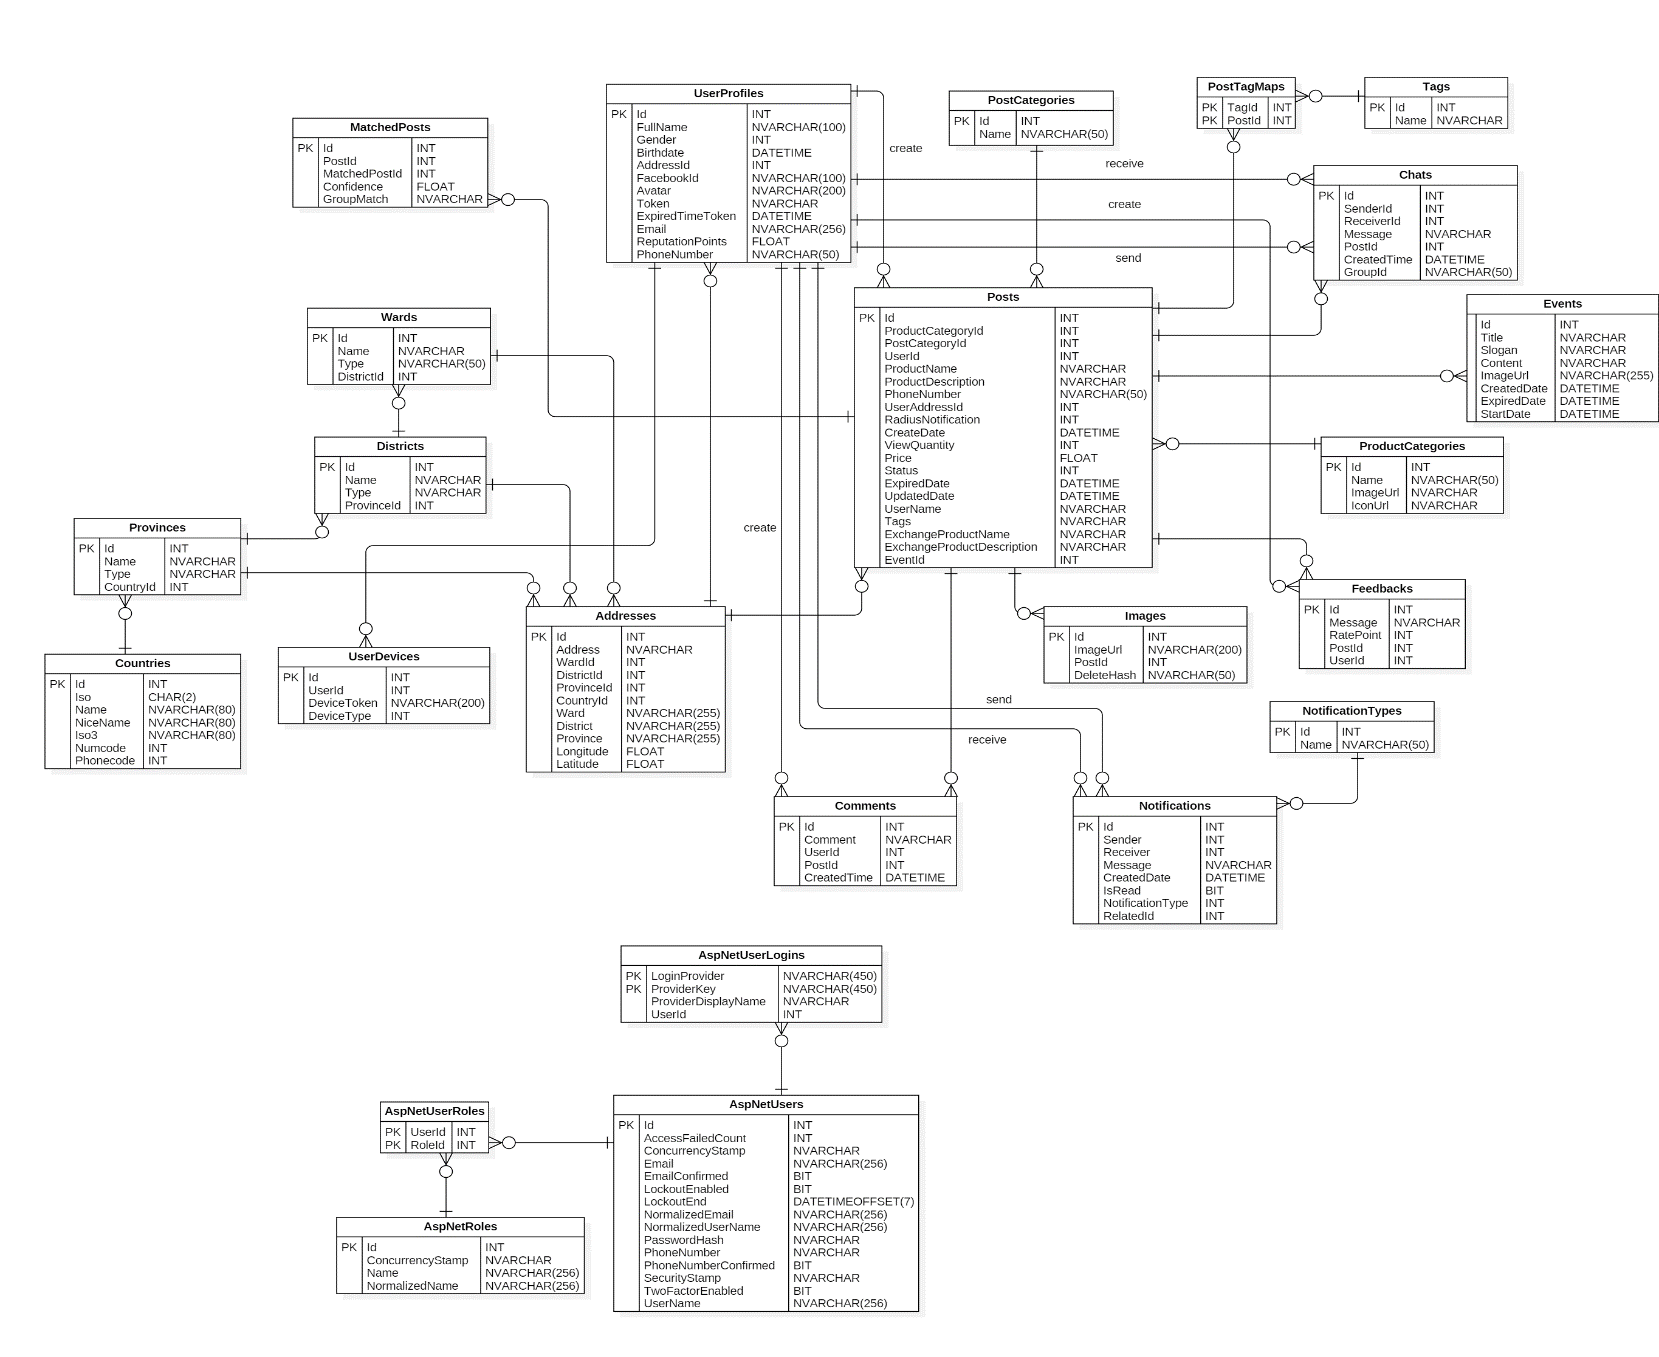 UserProfiles
PK Id INT
FullName NVARCHAR(100)
Gender INT
Birthdate DATETIME
AddressId INT
FacebookId NVARCHAR(100)
Avatar NVARCHAR(200)
Token NVARCHAR
ExpiredTimeToken DATETIME
Email NVARCHAR(256)
ReputationPoints FLOAT
PhoneNumber NVARCHAR(50)
PostCategories
PK Id INT
Name NVARCHAR(50)
PostTagMaps
PK TagId INT
PK PostId INT
Tags
PK Id INT
Name NVARCHAR
MatchedPosts
PK Id INT
PostId INT
MatchedPostId INT
Confidence FLOAT
GroupMatch NVARCHAR
create
receive
create
send
Chats
PK Id INT
SenderId INT
ReceiverId INT
Message NVARCHAR
PostId INT
CreatedTime DATETIME
GroupId NVARCHAR(50)
Posts
PK Id INT
ProductCategoryId INT
PostCategoryId INT
UserId INT
ProductName NVARCHAR
ProductDescription NVARCHAR
PhoneNumber NVARCHAR(50)
UserAddressId INT
RadiusNotification INT
CreateDate DATETIME
ViewQuantity INT
Price FLOAT
Status INT
ExpiredDate DATETIME
UpdatedDate DATETIME
UserName NVARCHAR
Tags NVARCHAR
ExchangeProductName NVARCHAR
ExchangeProductDescription NVARCHAR
EventId INT
Events
Id INT
Title NVARCHAR
Slogan NVARCHAR
Content NVARCHAR
ImageUrl NVARCHAR(255)
CreatedDate DATETIME
ExpiredDate DATETIME
StartDate DATETIME
Wards
PK Id INT
Name NVARCHAR
Type NVARCHAR(50)
DistrictId INT
Districts
PK Id INT
Name NVARCHAR
Type NVARCHAR
ProvinceId INT
ProductCategories
PK Id INT
Name NVARCHAR(50)
ImageUrl NVARCHAR
IconUrl NVARCHAR
Provinces
PK Id INT
Name NVARCHAR
Type NVARCHAR
CountryId INT
create
Feedbacks
PK Id INT
Message NVARCHAR
RatePoint INT
PostId INT
UserId INT
Addresses
PK Id INT
Address NVARCHAR
WardId INT
DistrictId INT
ProvinceId INT
CountryId INT
Ward NVARCHAR(255)
District NVARCHAR(255)
Province NVARCHAR(255)
Longitude FLOAT
Latitude FLOAT
Images
PK Id INT
ImageUrl NVARCHAR(200)
PostId INT
DeleteHash NVARCHAR(50)
Countries
PK Id INT
Iso CHAR(2)
Name NVARCHAR(80)
NiceName NVARCHAR(80)
Iso3 NVARCHAR(80)
Numcode INT
Phonecode INT
UserDevices
PK Id INT
UserId INT
DeviceToken NVARCHAR(200)
DeviceType INT
send
receive
NotificationTypes
PK Id INT
Name NVARCHAR(50)
Comments
PK Id INT
Comment NVARCHAR
UserId INT
PostId INT
CreatedTime DATETIME
Notifications
PK Id INT
Sender INT
Receiver INT
Message NVARCHAR
CreatedDate DATETIME
IsRead BIT
NotificationType INT
RelatedId INT
AspNetUserLogins
PK LoginProvider NVARCHAR(450)
PK ProviderKey NVARCHAR(450)
ProviderDisplayName NVARCHAR
UserId INT
AspNetUserRoles
PK UserId INT
PK RoleId INT
AspNetUsers
PK Id INT
AccessFailedCount INT
ConcurrencyStamp NVARCHAR
Email NVARCHAR(256)
EmailConfirmed BIT
LockoutEnabled BIT
LockoutEnd DATETIMEOFFSET(7)
NormalizedEmail NVARCHAR(256)
NormalizedUserName NVARCHAR(256)
PasswordHash NVARCHAR
PhoneNumber NVARCHAR
PhoneNumberConfirmed BIT
SecurityStamp NVARCHAR
TwoFactorEnabled BIT
UserName NVARCHAR(256)
AspNetRoles
PK Id INT
ConcurrencyStamp NVARCHAR
Name NVARCHAR(256)
NormalizedName NVARCHAR(256)